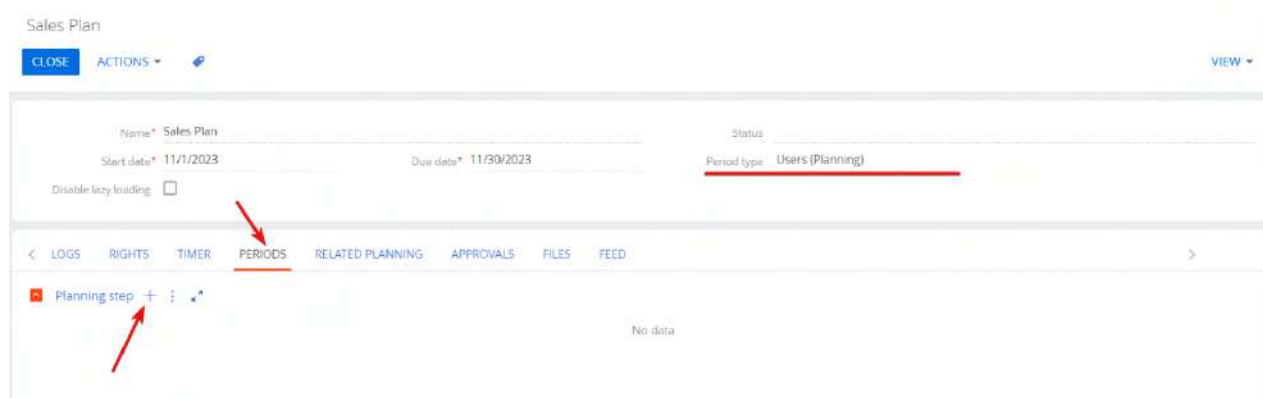 Sales Plan
CLOSE ACTIONS VIEW
Name* Sales Plan Status
Start date* 11/1/2023 Due date* 11/30/2023 Period type Users (Planning)
Disable lazy loading
LOGS RIGHTS TIMER PERIODS RELATED PLANNING APPROVALS FILES FEED
Planning step
No data